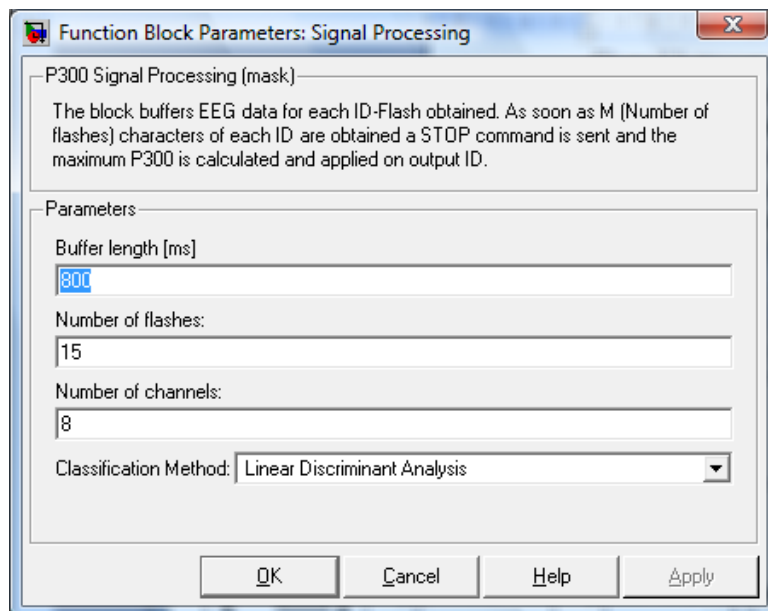 Function Block Parameters: Signal Processing
P300 Signal Processing (mask)
The block buffers EEG data for each ID-Flash obtained. As soon as M (Number of
flashes) characters of each ID are obtained a STOP command is sent and the
maximum P300 is calculated and applied on output ID.
Parameters
Buffer length [ms]
800
Number of flashes:
15
Number of channels:
8
Classification Method: Linear Discriminant Analysis
OK Cancel Help Apply